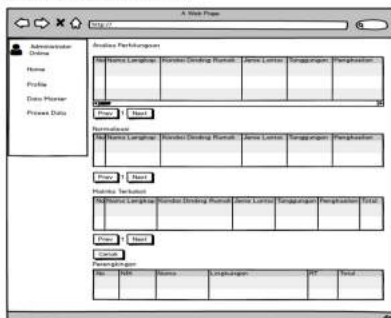 A Web Page
http://
Administrator
Online
Home
Profile
Data Master
Proses Data
Analisa Perhitungan
No Nama Lengkap Kondisi Dinding Rumah Jenis Lantai Tanggungan Penghasilan
Prev 1 Next
Normalisasi
No Nama Lengkap Kondisi Dinding Rumah Jenis Lantai Tanggungan Penghasilan
Prev 1 Next
Matriks Terbobot
No Nama Lengkap Kondisi Dinding Rumah Jenis Lantai Tanggungan Penghasilan Total
Prev 1 Next
Cetak
Perangkingan
No NIK Nama Lingkungan RT Total